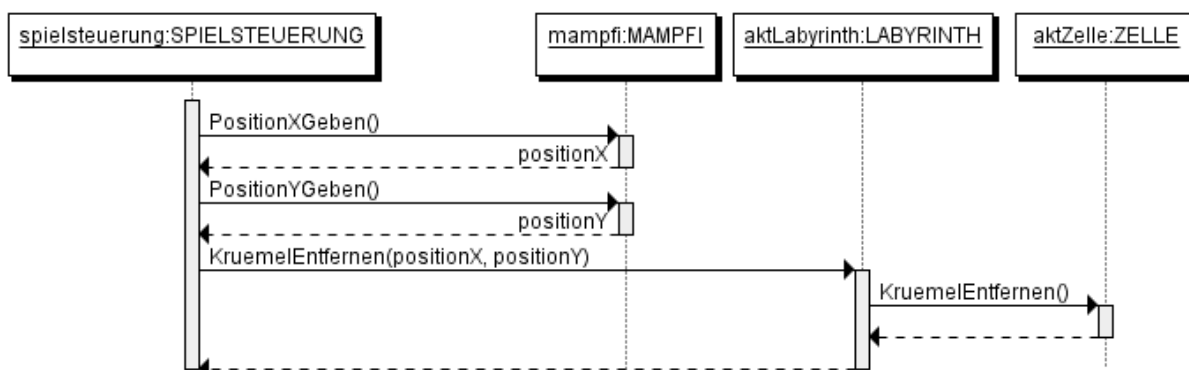 spielsteuerung:SPIELSTEUERUNG
mampfi:MAMPFI
aktLabyrinth:LABYRINTH
aktZelle:ZELLE
PositionXGeben()
positionX
PositionYGeben()
positionY
KruemelEntfernen(positionX, positionY)
KruemelEntfernen()